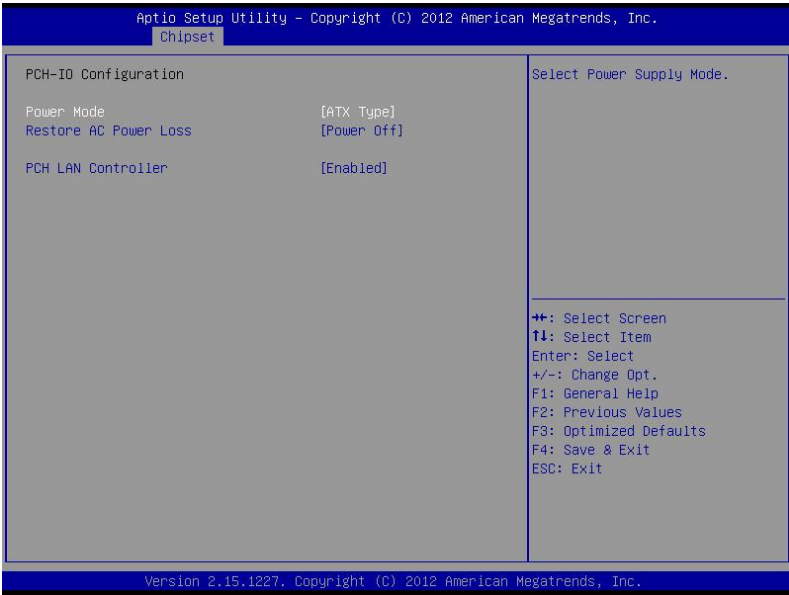 Aptio Setup Utility – Copyright (C) 2012 American Megatrends, Inc.
Chipset
PCH-IO Configuration
Power Mode [ATX Type]
Restore AC Power Loss [Power Off]
PCH LAN Controller [Enabled]
Select Power Supply Mode.
→←: Select Screen
↑↓: Select Item
Enter: Select
+/-: Change Opt.
F1: General Help
F2: Previous Values
F3: Optimized Defaults
F4: Save & Exit
ESC: Exit
Version 2.15.1227. Copyright (C) 2012 American Megatrends, Inc.